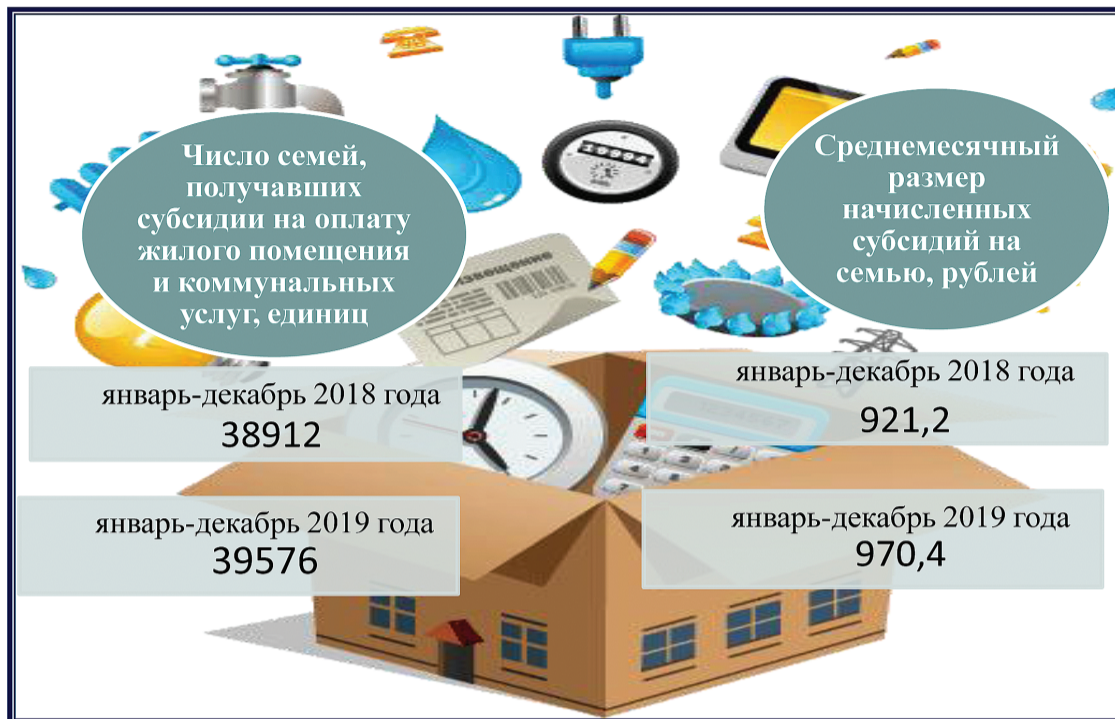 Число семей,
получавших
субсидии на оплату
жилого помещения
и коммунальных
услуг, единиц
Среднемесячный
размер
начисленных
субсидий на
семью, рублей
19994
Извещение
январь-декабрь 2018 года
38912
январь-декабрь 2018 года
921,2
январь-декабрь 2019 года
39576
январь-декабрь 2019 года
970,4